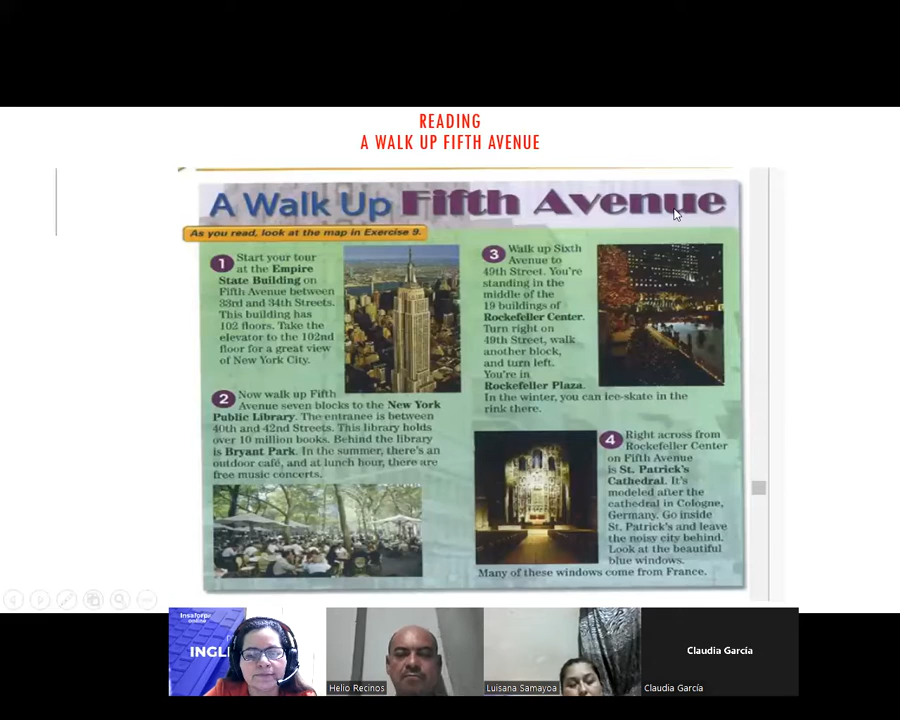 READING
A WALK UP FIFTH AVENUE
A Walk Up Fifth Avenue
As you read, look at the map in Exercise 9.
1 Start your tour
at the Empire
State Building on
Fifth Avenue between
33rd and 34th Streets.
This building has
102 floors. Take the
elevator to the 102nd
floor for a great view
of New York City.
2 Now walk up Fifth
Avenue seven blocks to the New York
Public Library. The entrance is between
40th and 42nd Streets. This library holds
over 10 million books. Behind the library
is Bryant Park. In the summer, there's an
outdoor café, and at lunch hour, there are
free music concerts.
3 Walk up Sixth
Avenue to
49th Street. You're
standing in the
middle of the
19 buildings of
Rockefeller Center.
Turn right on
49th Street, walk
another block,
and turn left.
You're in
Rockefeller Plaza.
In the winter, you can ice-skate in the
rink there.
4 Right across from
Rockefeller Center
on Fifth Avenue
is St. Patrick's
Cathedral. It's
modeled after the
cathedral in Cologne,
Germany. Go inside
St. Patrick's and leave
the noisy city behind.
Look at the beautiful
blue windows.
Many of these windows come from France.
Insaforp
online
INGL
Helio Recinos
Luisana Samayoa
Claudia García
Claudia García